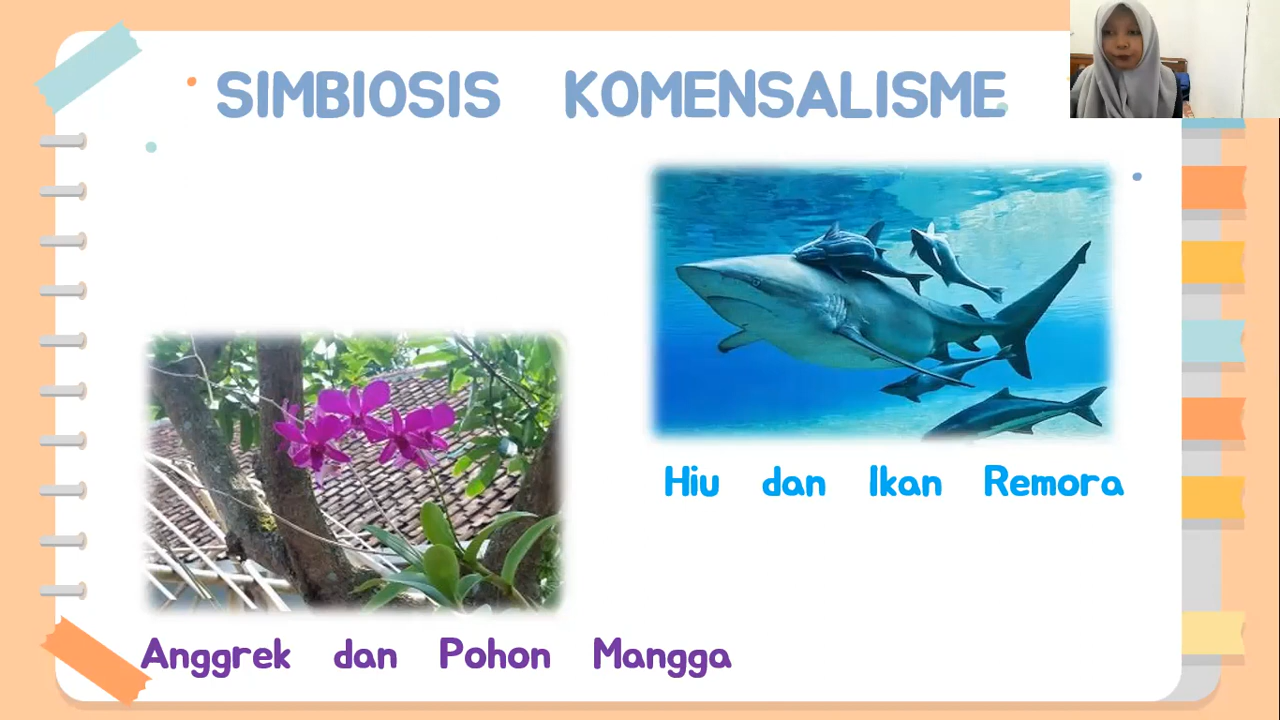 SIMBIOSIS KOMENSALISME
Hiu dan Ikan Remora
Anggrek dan Pohon Mangga